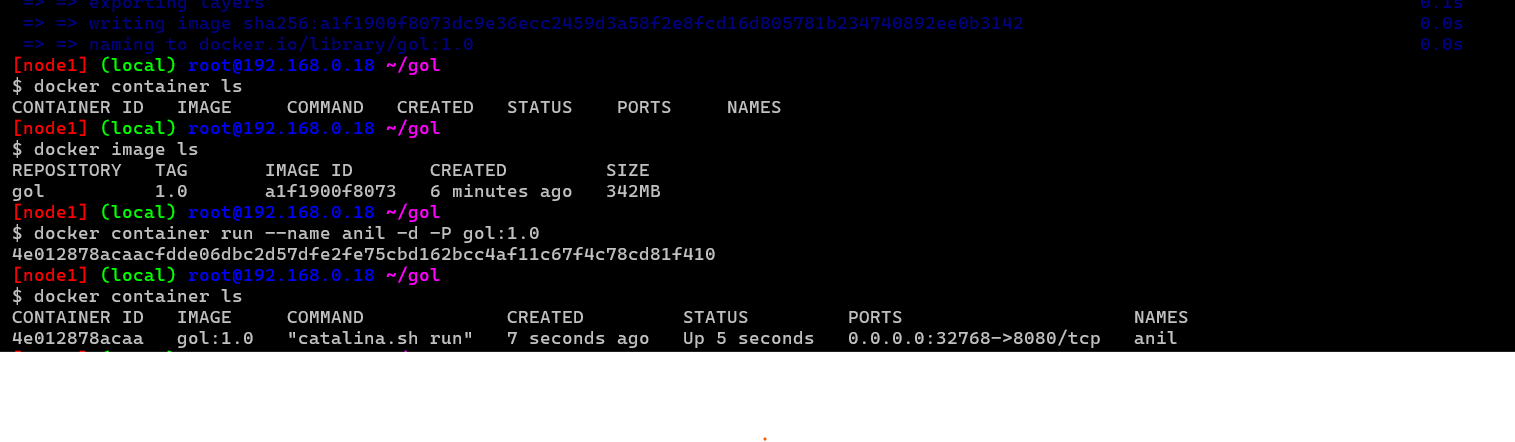 => => exporting layers 0.1s
=> => writing image sha256:a1f1900f8073dc9e36ecc2459d3a58f2e8fcd16d805781b234740892ee0b3142 0.0s
=> => naming to docker.io/library/gol:1.0 0.0s
[node1] (local) root@192.168.0.18 ~/gol
$ docker container ls
CONTAINER ID IMAGE COMMAND CREATED STATUS PORTS NAMES
[node1] (local) root@192.168.0.18 ~/gol
$ docker image ls
REPOSITORY TAG IMAGE ID CREATED SIZE
gol 1.0 a1f1900f8073 6 minutes ago 342MB
[node1] (local) root@192.168.0.18 ~/gol
$ docker container run --name anil -d -P gol:1.0
4e012878acaacfdde06dbc2d57dfe2fe75cbd162bcc4af11c67f4c78cd81f410
[node1] (local) root@192.168.0.18 ~/gol
$ docker container ls
CONTAINER ID IMAGE COMMAND CREATED STATUS PORTS NAMES
4e012878acaa gol:1.0 "catalina.sh run" 7 seconds ago Up 5 seconds 0.0.0.0:32768->8080/tcp anil